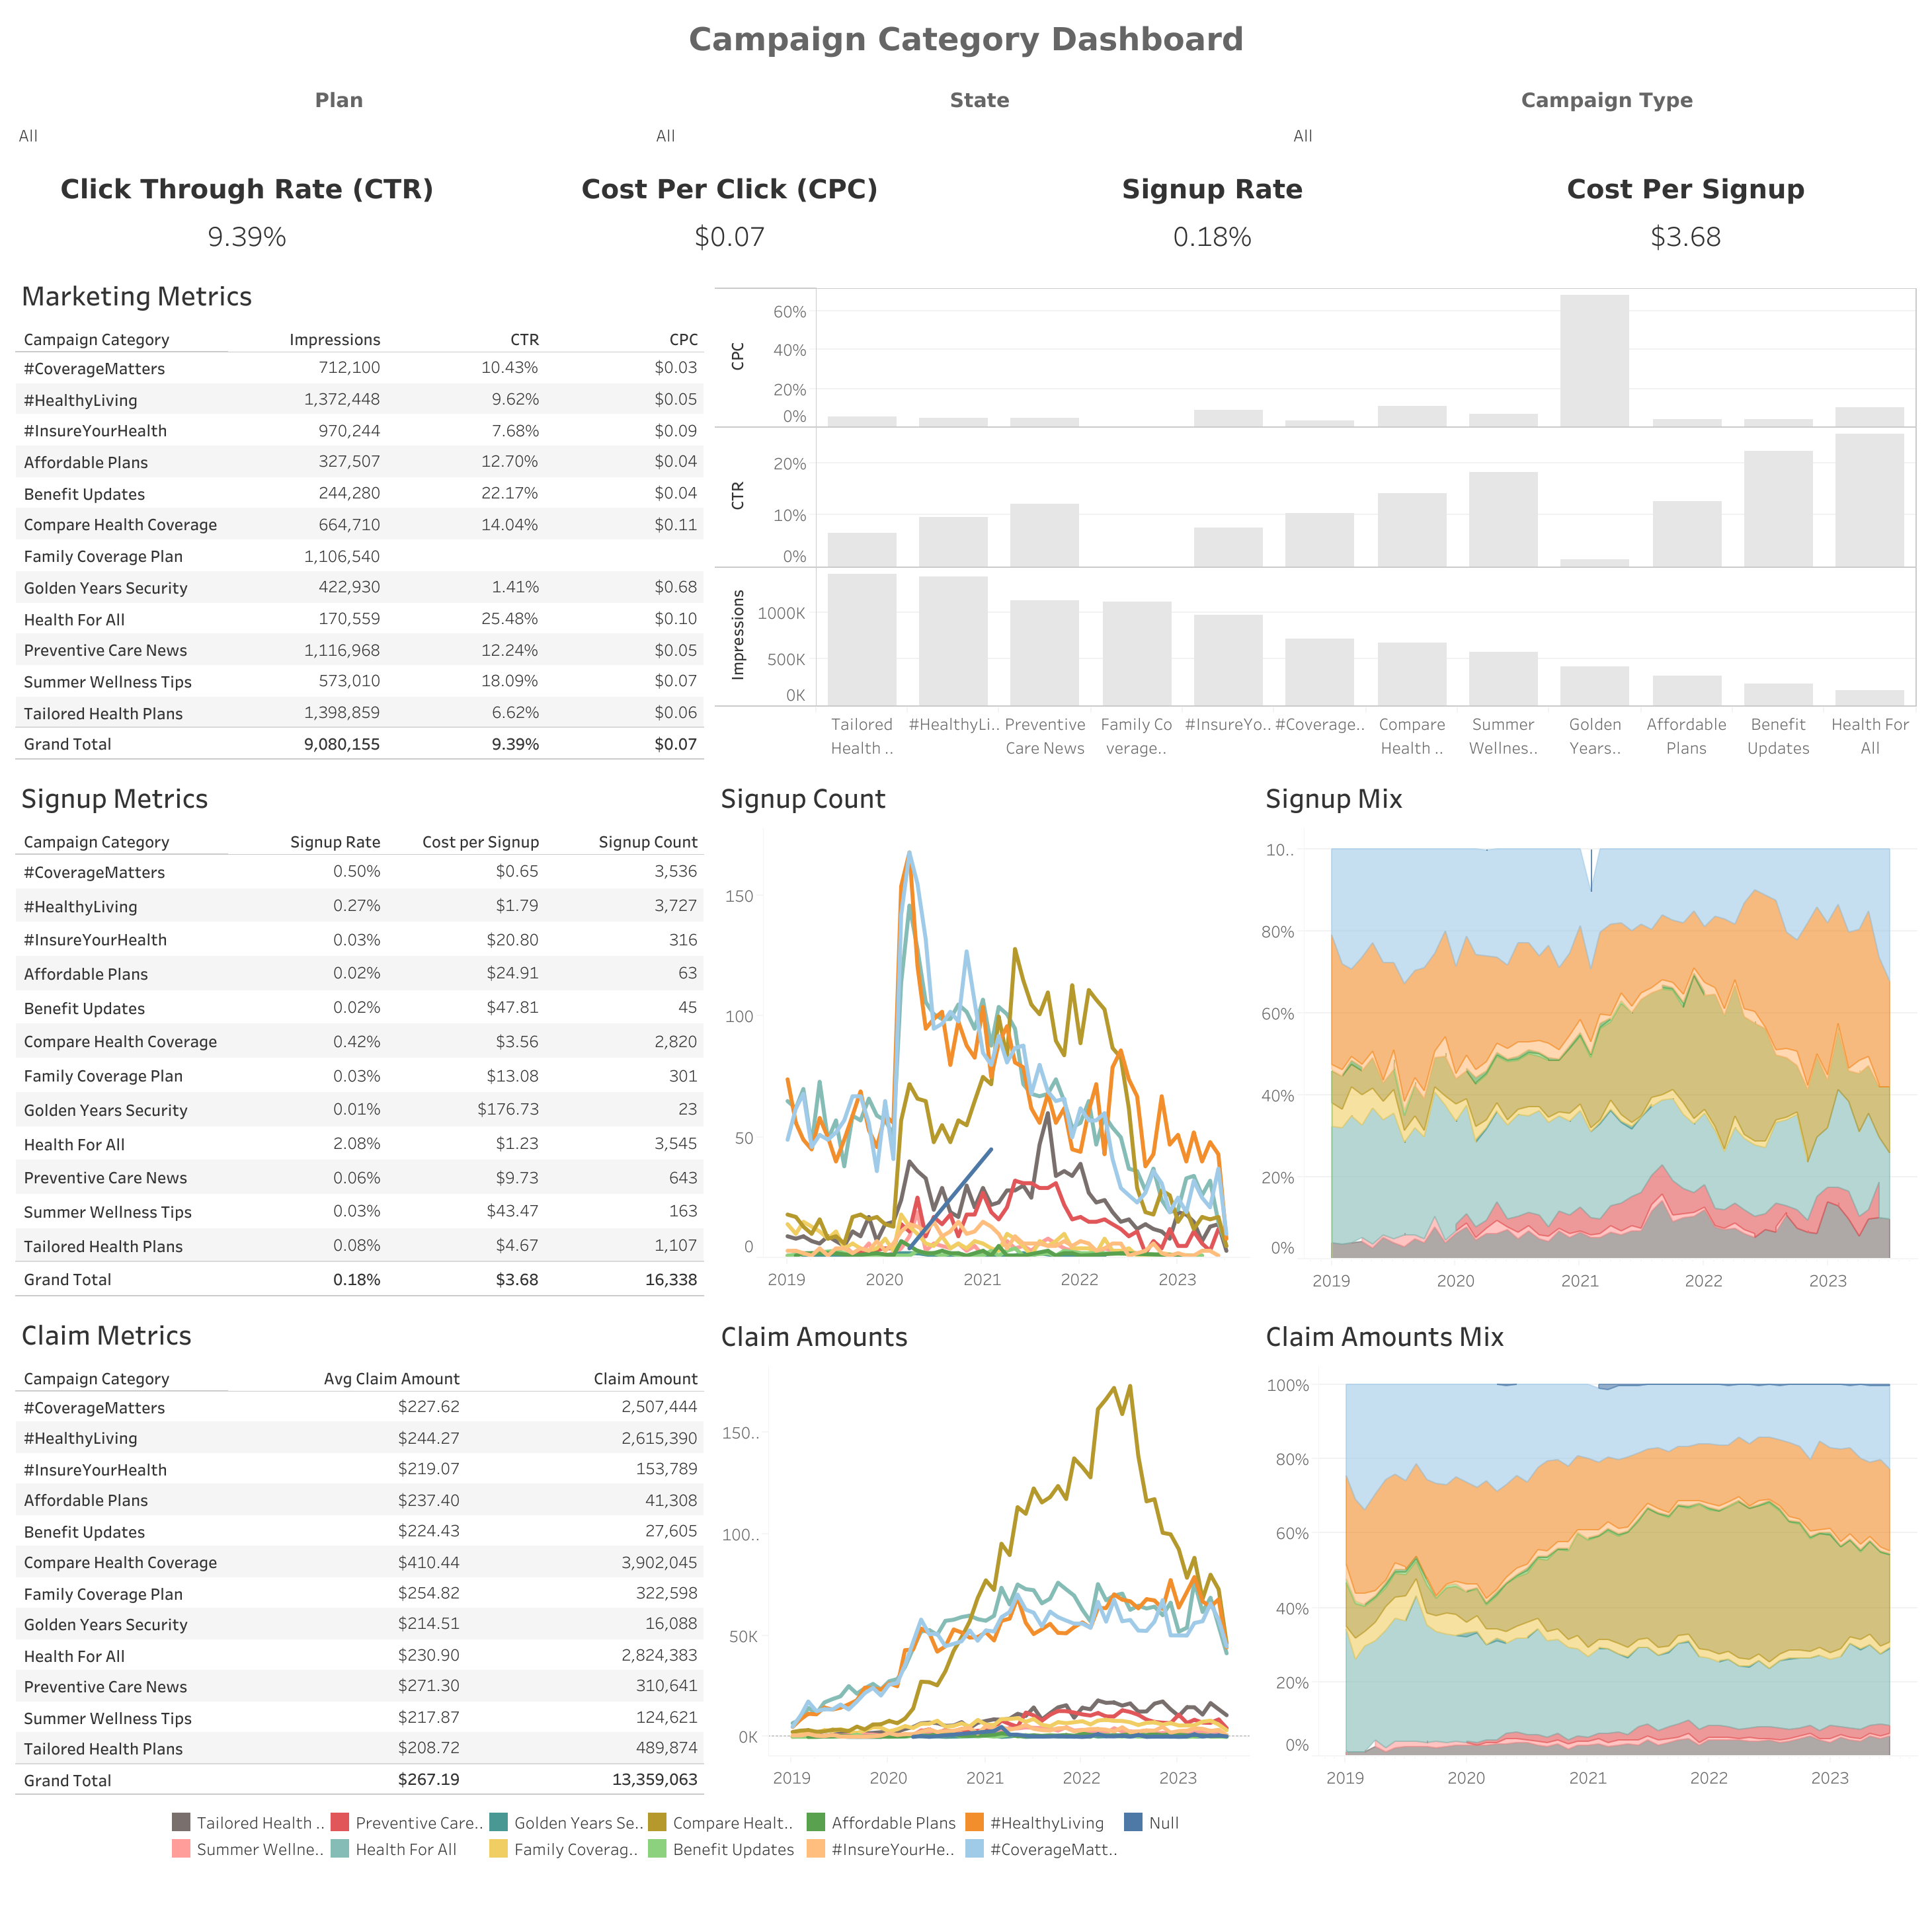 Campaign Category Dashboard
Plan State Campaign Type
All All All
Click Through Rate (CTR) Cost Per Click (CPC) Signup Rate Cost Per Signup
9.39% $0.07 0.18% $3.68
Marketing Metrics
Campaign Category Impressions CTR CPC
#CoverageMatters 712,100 10.43% $0.03
#HealthyLiving 1,372,448 9.62% $0.05
#InsureYourHealth 970,244 7.68% $0.09
Affordable Plans 327,507 12.70% $0.04
Benefit Updates 244,280 22.17% $0.04
Compare Health Coverage 664,710 14.04% $0.11
Family Coverage Plan 1,106,540
Golden Years Security 422,930 1.41% $0.68
Health For All 170,559 25.48% $0.10
Preventive Care News 1,116,968 12.24% $0.05
Summer Wellness Tips 573,010 18.09% $0.07
Tailored Health Plans 1,398,859 6.62% $0.06
Grand Total 9,080,155 9.39% $0.07
CPC
60%
40%
20%
0%
CTR
20%
10%
0%
Impressions
1000K
500K
0K
Tailored #HealthyLi.. Preventive Family Co #InsureYo.. #Coverage.. Compare Summer Golden Affordable Benefit Health For
Health .. Care News verage.. Health .. Wellnes.. Years.. Plans Updates All
Signup Metrics
Campaign Category Signup Rate Cost per Signup Signup Count
#CoverageMatters 0.50% $0.65 3,536
#HealthyLiving 0.27% $1.79 3,727
#InsureYourHealth 0.03% $20.80 316
Affordable Plans 0.02% $24.91 63
Benefit Updates 0.02% $47.81 45
Compare Health Coverage 0.42% $3.56 2,820
Family Coverage Plan 0.03% $13.08 301
Golden Years Security 0.01% $176.73 23
Health For All 2.08% $1.23 3,545
Preventive Care News 0.06% $9.73 643
Summer Wellness Tips 0.03% $43.47 163
Tailored Health Plans 0.08% $4.67 1,107
Grand Total 0.18% $3.68 16,338
Signup Count
150
100
50
0
2019 2020 2021 2022 2023
Signup Mix
10..
80%
60%
40%
20%
0%
2019 2020 2021 2022 2023
Claim Metrics
Campaign Category Avg Claim Amount Claim Amount
#CoverageMatters $227.62 2,507,444
#HealthyLiving $244.27 2,615,390
#InsureYourHealth $219.07 153,789
Affordable Plans $237.40 41,308
Benefit Updates $224.43 27,605
Compare Health Coverage $410.44 3,902,045
Family Coverage Plan $254.82 322,598
Golden Years Security $214.51 16,088
Health For All $230.90 2,824,383
Preventive Care News $271.30 310,641
Summer Wellness Tips $217.87 124,621
Tailored Health Plans $208.72 489,874
Grand Total $267.19 13,359,063
Claim Amounts
150..
100..
50K
0K
2019 2020 2021 2022 2023
Claim Amounts Mix
100%
80%
60%
40%
20%
0%
2019 2020 2021 2022 2023
Tailored Health .. Preventive Care.. Golden Years Se.. Compare Healt.. Affordable Plans #HealthyLiving Null
Summer Wellne.. Health For All Family Coverag.. Benefit Updates #InsureYourHe.. #CoverageMatt..